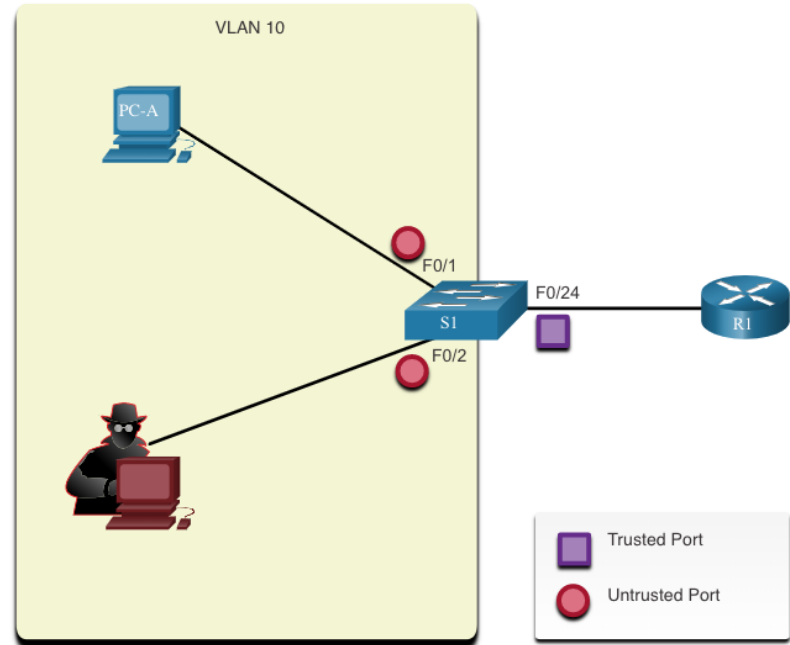 VLAN 10
PC-A
F0/1
F0/24
S1
R1
F0/2
Trusted Port
Untrusted Port